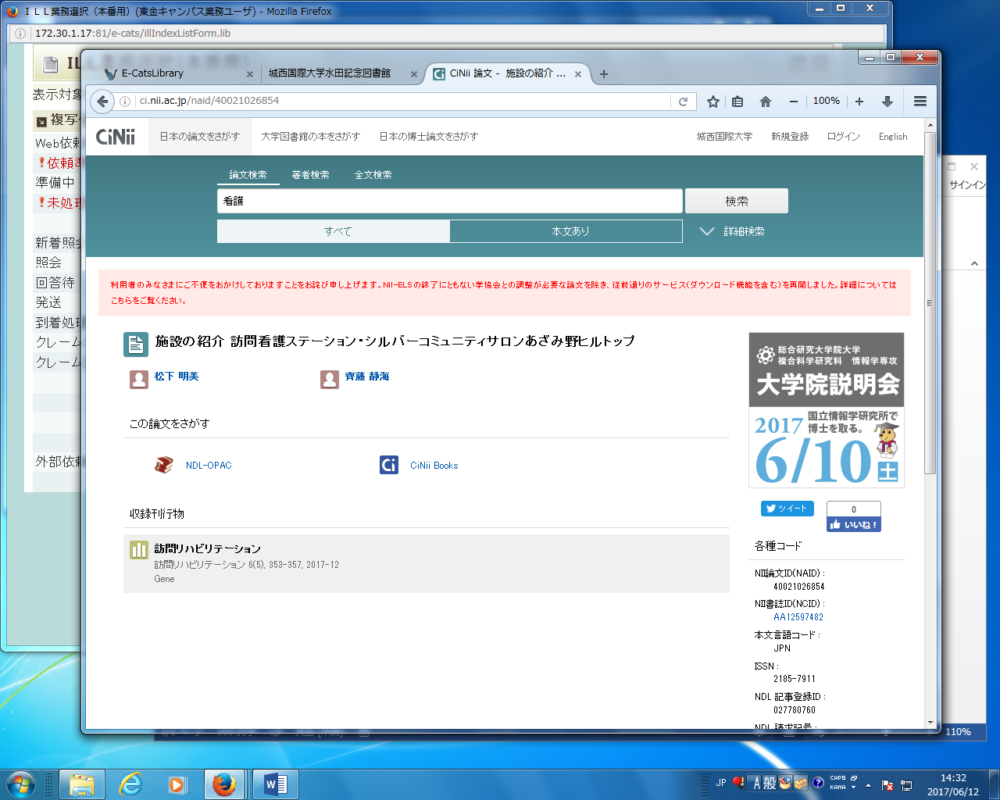 ＩＬＬ業務選択（本番用）(東金キャンパス業務ユーザ) - Mozilla Firefox
172.30.1.17:81/e-cats/illIndexListForm.lib
表示対象
複写
Web依頼
準備中
新着照会
照会
回答待
発送
到着処理
クレーム
クレーム
外部依頼
E-CatsLibrary
城西国際大学水田記念図書館
CiNii 論文 - 施設の紹介 ...
ci.nii.ac.jp/naid/40021026854
100%
CiNii
日本の論文をさがす
大学図書館の本をさがす
日本の博士論文をさがす
城西国際大学
新規登録
ログイン
English
論文検索
著者検索
全文検索
看護
検索
すべて
本文あり
詳細検索
利用者のみなさまにご不便をおかけしておりますことをお詫び申し上げます。NII-ELSの終了にともない学協会との調整が必要な論文を除き、従前通りのサービス(ダウンロード機能を含む)を再開しました。詳細については
こちらをご覧ください。
施設の紹介 訪問看護ステーション・シルバーコミュニティサロンあざみ野ヒルトップ
松下 明美
齊藤 静海
この論文をさがす
NDL-OPAC
CiNii Books
収録刊行物
訪問リハビリテーション
訪問リハビリテーション 6(5), 353-357, 2017-12
Gene
総合研究大学院大学
複合科学研究科 情報学専攻
大学院説明会
2017 国立情報学研究所で
博士を取る。
6/10 土
ツイート
0
いいね！
各種コード
NII論文ID(NAID) :
40021026854
NII書誌ID(NCID) :
AA12597482
本文言語コード :
JPN
ISSN :
2185-7911
NDL 記事登録ID :
027780760
NDL 請求記号 :
サインイン
110%
JP
A 般
CAPS
KANA
14:32
2017/06/12